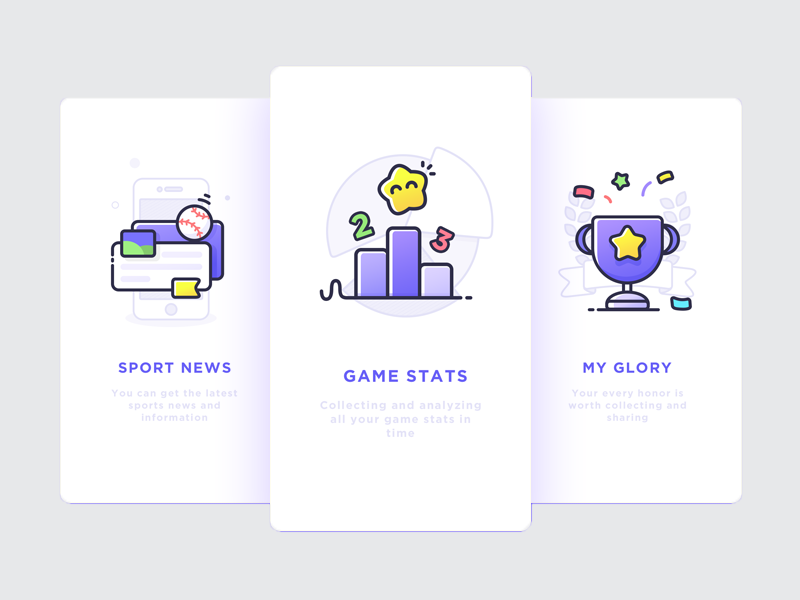 SPORT NEWS
You can get the latest
sports news and
information
2
3
GAME STATS
Collecting and analyzing
all your game stats in
time
MY GLORY
Your every honor is
worth collecting and
sharing